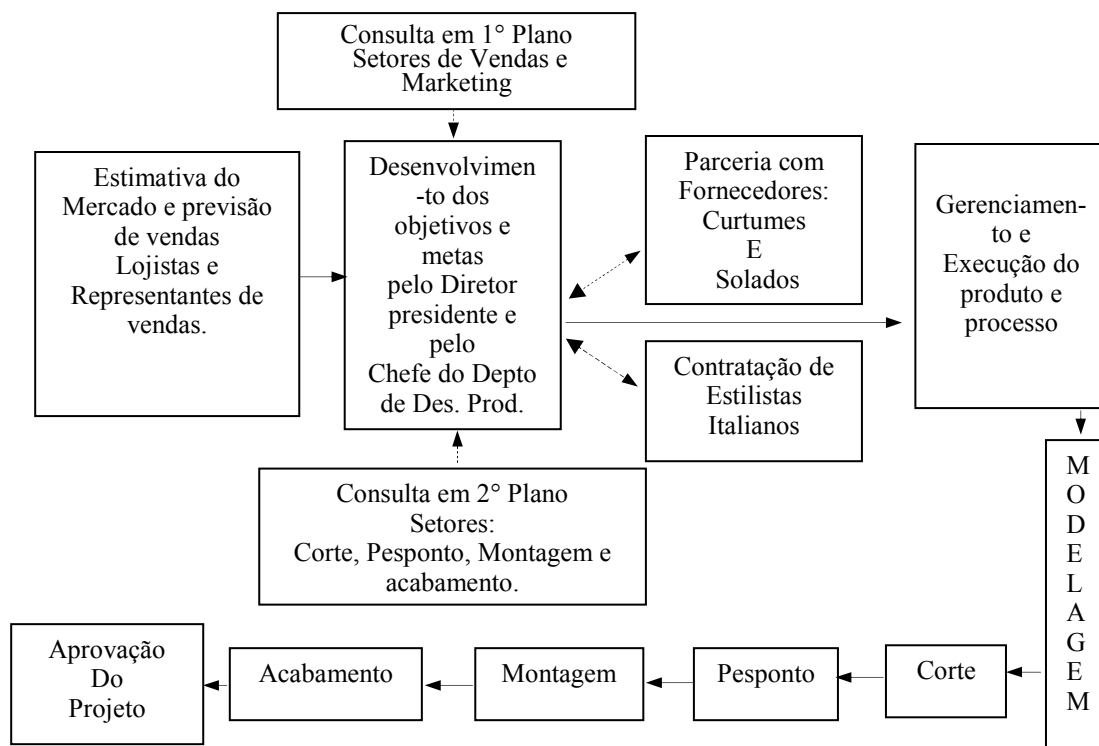 Consulta em 1° Plano
Setores de Vendas e
Marketing
Estimativa do
Mercado e previsão
de vendas
Lojistas e
Representantes de
vendas.
Desenvolvimen
-to dos
objetivos e
metas
pelo Diretor
presidente e
pelo
Chefe do Depto
de Des. Prod.
Parceria com
Fornecedores:
Curtumes
E
Solados
Gerenciamen-
to e
Execução do
produto e
processo
Contratação de
Estilistas
Italianos
Consulta em 2° Plano
Setores:
Corte, Pesponto, Montagem e
acabamento.
M
O
D
E
L
A
G
E
M
Corte
Pesponto
Montagem
Acabamento
Aprovação
Do
Projeto